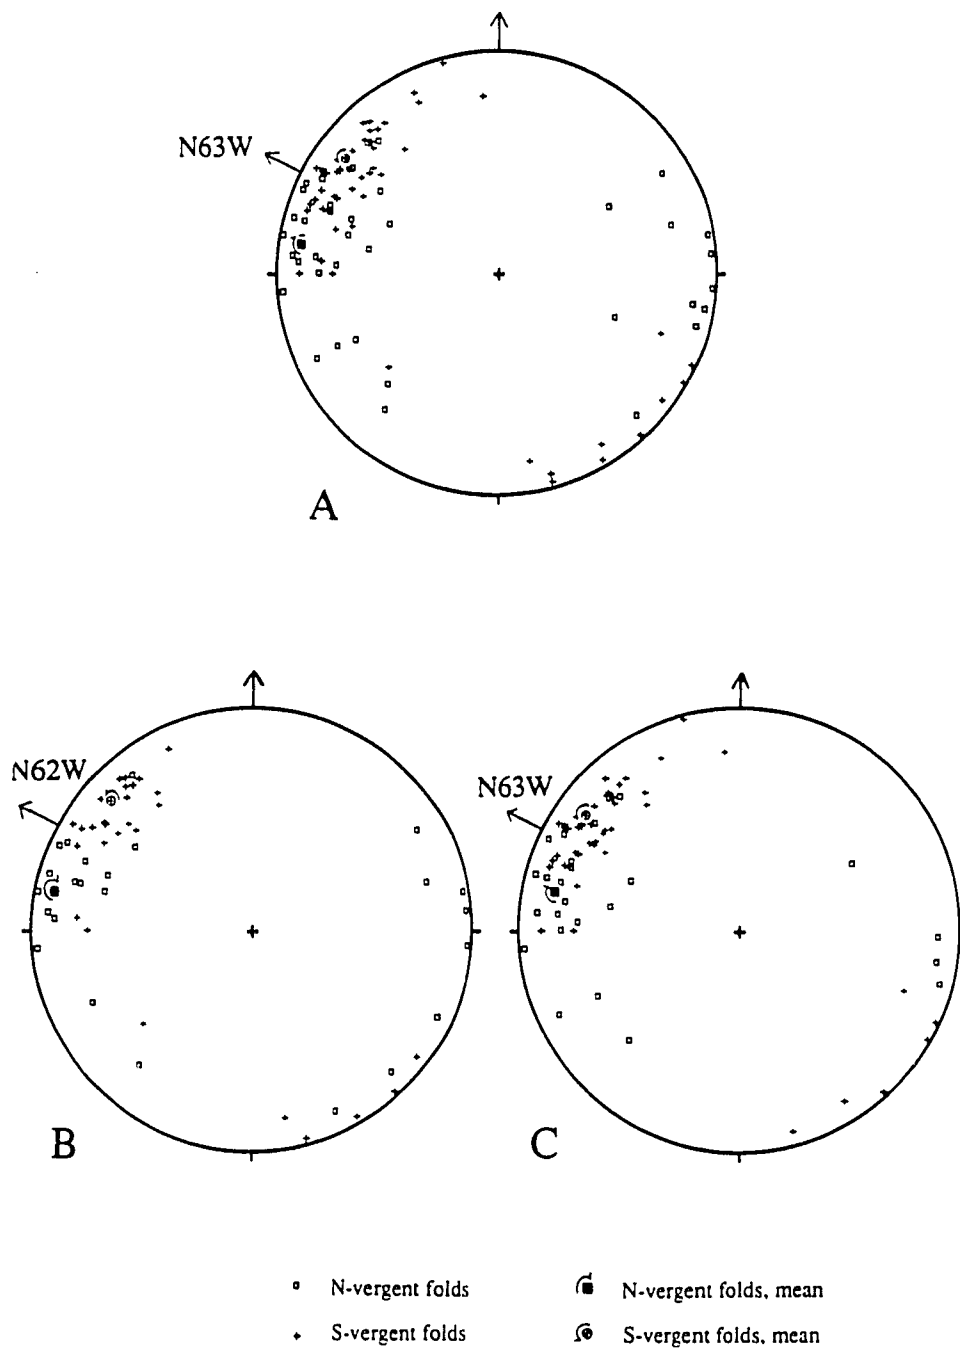 N63W
A
N62W
N63W
B
C
N-vergent folds
N-vergent folds, mean
S-vergent folds
S-vergent folds, mean